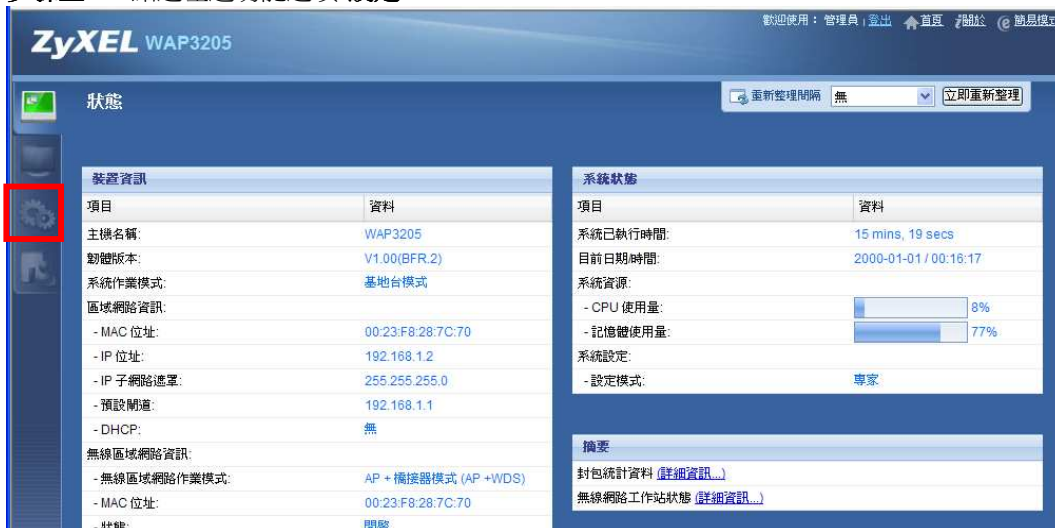 歡迎使用：管理員 | 登出 首頁 關於 簡易模式
ZyXEL WAP3205
狀態
重新整理間隔 無 立即重新整理
裝置資訊
項目 資料
主機名稱: WAP3205
韌體版本: V1.00(BFR.2)
系統作業模式: 基地台模式
區域網路資訊:
- MAC 位址: 00:23:F8:28:7C:70
- IP 位址: 192.168.1.2
- IP 子網路遮罩: 255.255.255.0
- 預設閘道: 192.168.1.1
- DHCP: 無
無線區域網路資訊:
- 無線區域網路作業模式: AP + 橋接器模式 (AP +WDS)
- MAC 位址: 00:23:F8:28:7C:70
- 狀態:
系統狀態
項目 資料
系統已執行時間: 15 mins, 19 secs
目前日期/時間: 2000-01-01 / 00:16:17
系統資源:
- CPU 使用量: 8%
- 記憶體使用量: 77%
系統設定:
- 設定模式: 專家
摘要
封包統計資料 (詳細資訊...)
無線網路工作站狀態 (詳細資訊...)